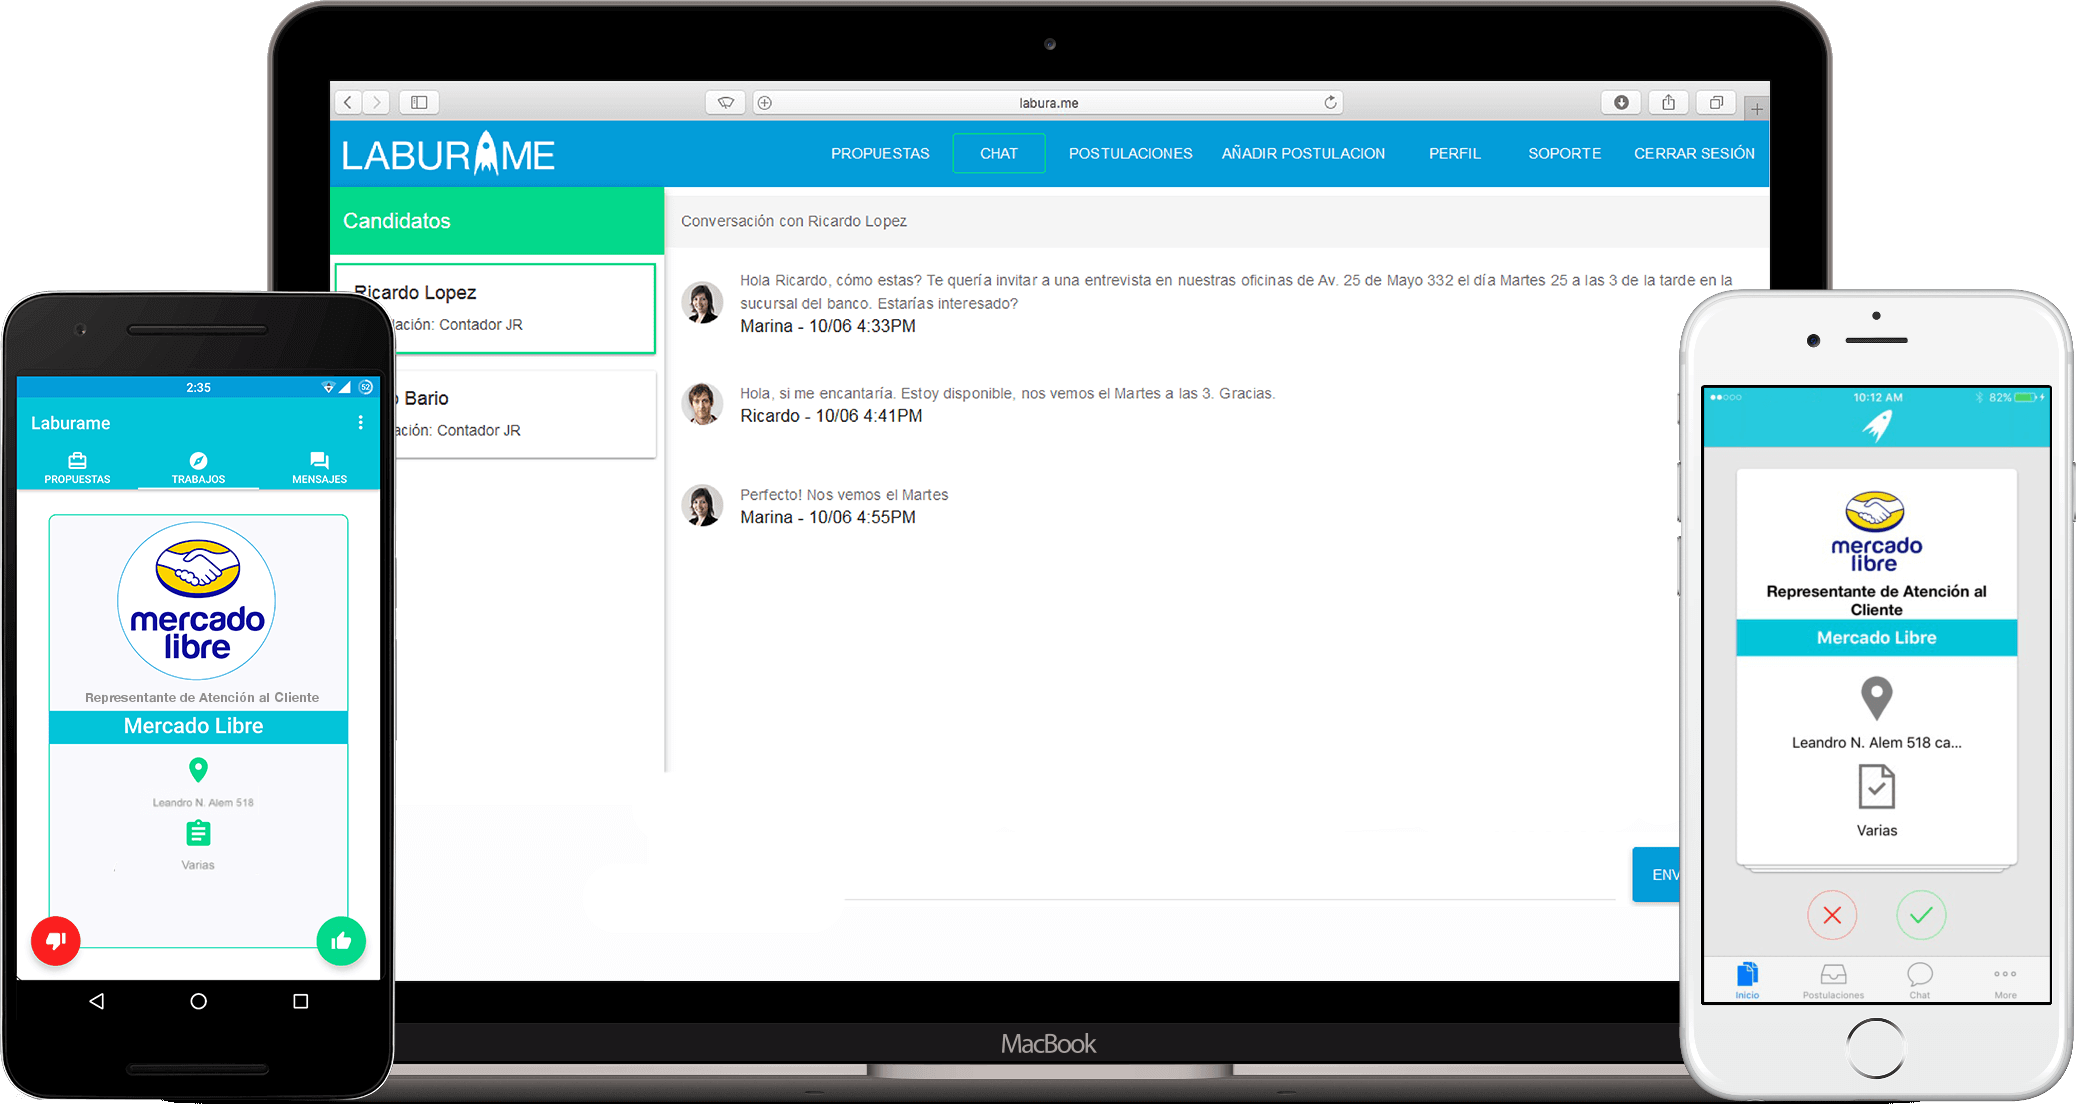 labura.me
LABURAME
PROPUESTAS
CHAT
POSTULACIONES
AÑADIR POSTULACION
PERFIL
SOPORTE
CERRAR SESIÓN
Candidatos
Ricardo Lopez
Contador JR
Bario
Contador JR
Conversación con Ricardo Lopez
Hola Ricardo, cómo estas? Te quería invitar a una entrevista en nuestras oficinas de Av. 25 de Mayo 332 el día Martes 25 a las 3 de la tarde en la
sucursal del banco. Estarías interesado?
Marina - 10/06 4:33PM
Hola, si me encantaría. Estoy disponible, nos vemos el Martes a las 3. Gracias.
Ricardo - 10/06 4:41PM
Perfecto! Nos vemos el Martes
Marina - 10/06 4:55PM
ENV
MacBook
2:35
52
Laburame
PROPUESTAS
TRABAJOS
MENSAJES
mercado
libre
Representante de Atención al Cliente
Mercado Libre
Leandro N. Alem 518
Varias
10:12 AM
82%
mercado
libre
Representante de Atención al
Cliente
Mercado Libre
Leandro N. Alem 518 ca...
Varias
Inicio
Postulaciones
Chat
More